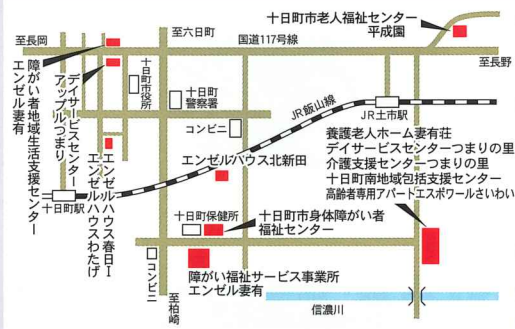 十日町市老人福祉センター
平成園
至六日町
国道117号線
至長岡
至長野
障がい者地域生活支援センター
エンゼル妻有
デイサービスセンター
アップルつまり
十日町市役所
十日町
警察署
コンビニ
JR飯山線
JR土市駅
養護老人ホーム妻有荘
デイサービスセンターつまりの里
介護支援センターつまりの里
十日町南地域包括支援センター
高齢者専用アパートエスポワールさいわい
エンゼルハウス北新田
エンゼルハウス春日Ⅰ
エンゼルハウスわたげ
十日町駅
十日町保健所
十日町市身体障がい者
福祉センター
コンビニ
障がい福祉サービス事業所
エンゼル妻有
至柏崎
信濃川